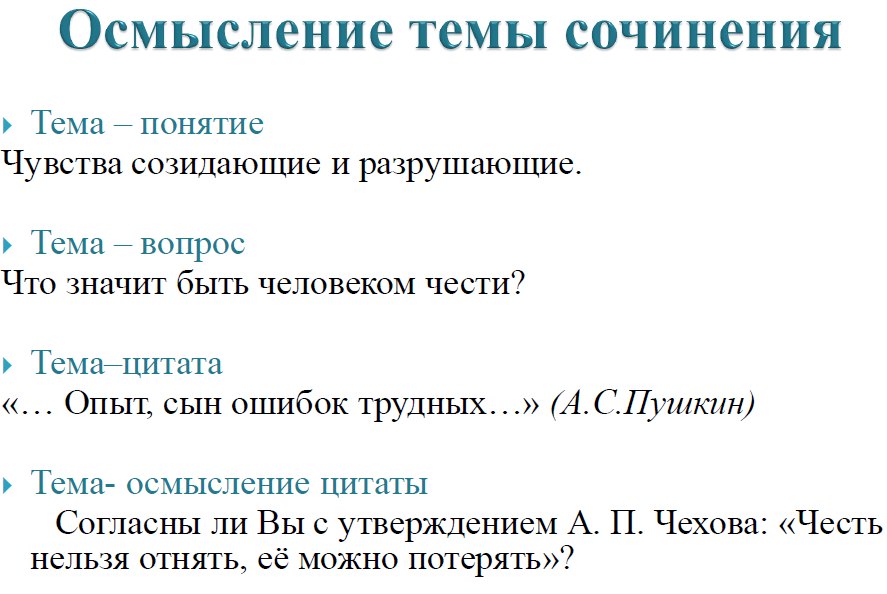 Осмысление темы сочинения
Тема – понятие
Чувства созидающие и разрушающие.
Тема – вопрос
Что значит быть человеком чести?
Тема–цитата
«… Опыт, сын ошибок трудных…» (А.С.Пушкин)
Тема- осмысление цитаты
Согласны ли Вы с утверждением А. П. Чехова: «Честь
нельзя отнять, её можно потерять»?